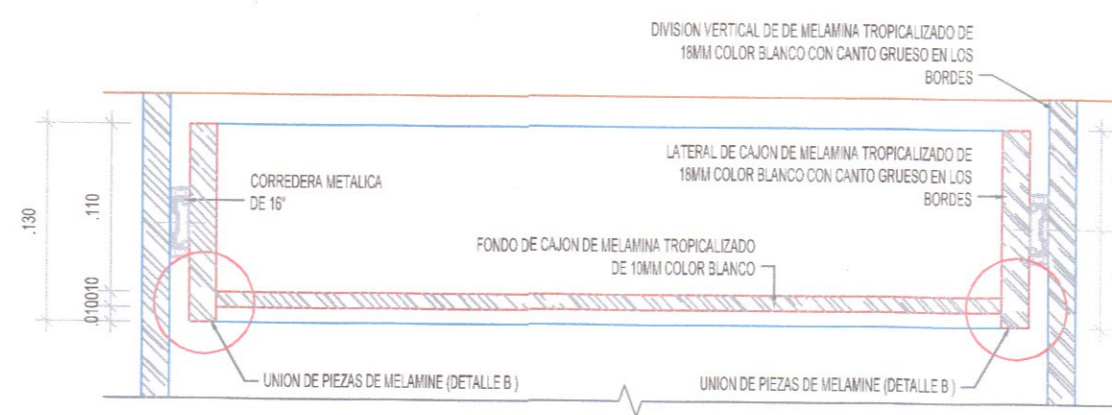 DIVISION VERTICAL DE DE MELAMINA TROPICALIZADO DE
18MM COLOR BLANCO CON CANTO GRUESO EN LOS
BORDES
LATERAL DE CAJON DE MELAMINA TROPICALIZADO DE
18MM COLOR BLANCO CON CANTO GRUESO EN LOS
BORDES
CORREDERA METALICA
DE 16"
FONDO DE CAJON DE MELAMINA TROPICALIZADO
DE 10MM COLOR BLANCO
.130
.110
.010010
UNION DE PIEZAS DE MELAMINE (DETALLE B )
UNION DE PIEZAS DE MELAMINE (DETALLE B )